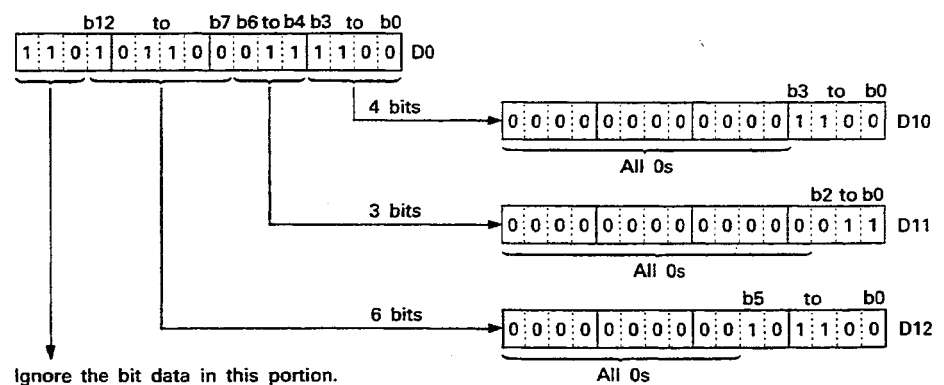 b12 to b7 b6 to b4 b3 to b0
1 1 0 1 0 1 1 0 0 0 1 1 1 1 0 0 D0
4 bits
b3 to b0
0 0 0 0 0 0 0 0 0 0 0 0 1 1 0 0 D10
All 0s
3 bits
b2 to b0
0 0 0 0 0 0 0 0 0 0 0 0 0 0 1 1 D11
All 0s
6 bits
b5 to b0
0 0 0 0 0 0 0 0 0 0 1 0 1 1 0 0 D12
All 0s
Ignore the bit data in this portion.